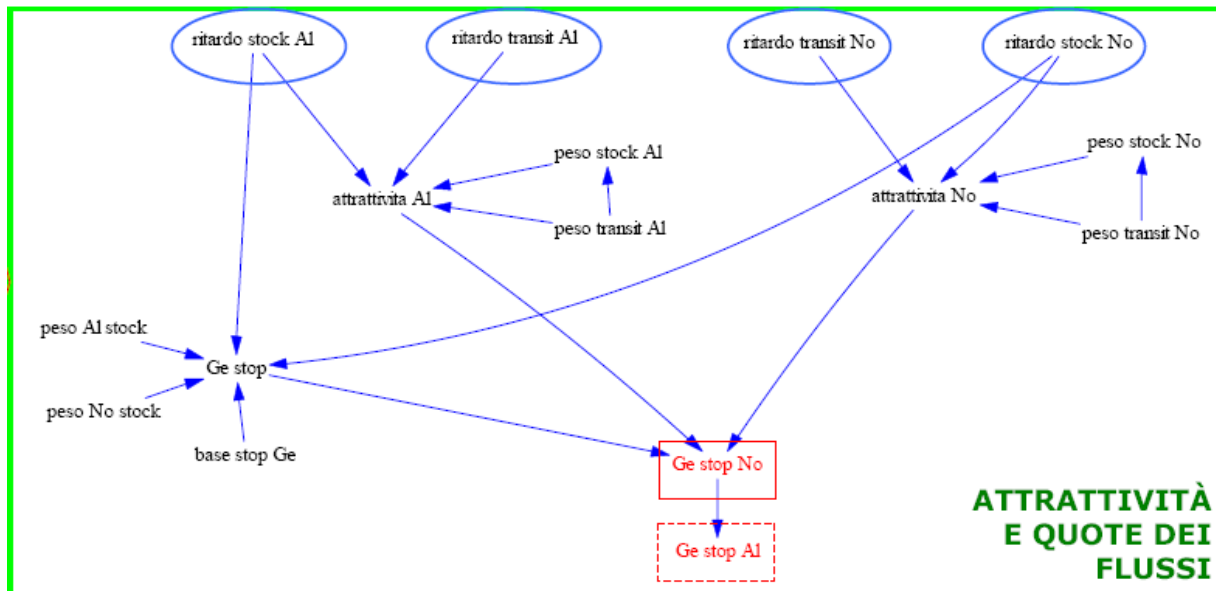 ritardo stock Al
ritardo transit Al
ritardo transit No
ritardo stock No
peso stock Al
peso stock No
attrattivita Al
attrattivita No
peso transit Al
peso transit No
peso Al stock
Ge stop
peso No stock
base stop Ge
Ge stop No
Ge stop Al
ATTRATTIVITÀ
E QUOTE DEI
FLUSSI